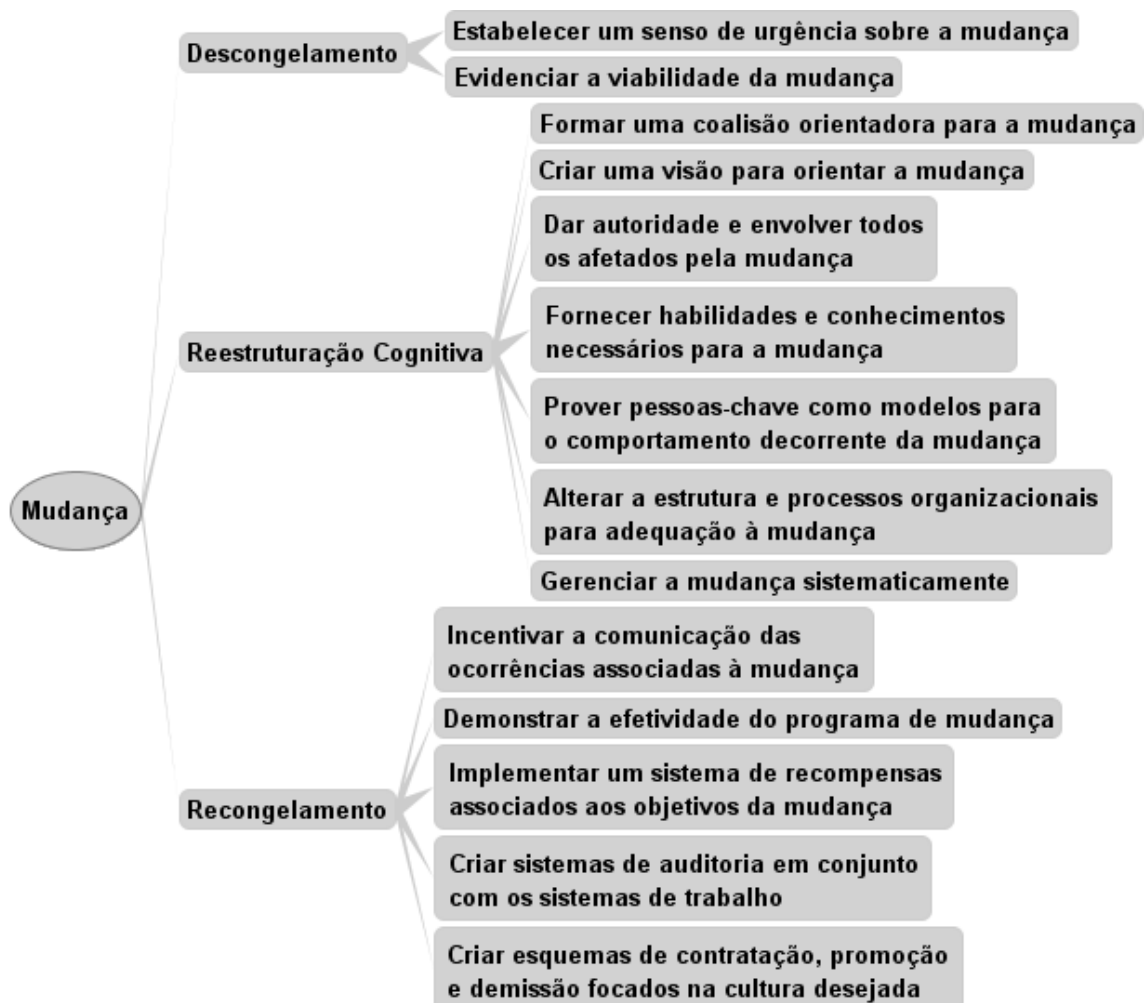 Mudança
Descongelamento
Estabelecer um senso de urgência sobre a mudança
Evidenciar a viabilidade da mudança
Reestruturação Cognitiva
Formar uma coalisão orientadora para a mudança
Criar uma visão para orientar a mudança
Dar autoridade e envolver todos
os afetados pela mudança
Fornecer habilidades e conhecimentos
necessários para a mudança
Prover pessoas-chave como modelos para
o comportamento decorrente da mudança
Alterar a estrutura e processos organizacionais
para adequação à mudança
Gerenciar a mudança sistematicamente
Recongelamento
Incentivar a comunicação das
ocorrências associadas à mudança
Demonstrar a efetividade do programa de mudança
Implementar um sistema de recompensas
associados aos objetivos da mudança
Criar sistemas de auditoria em conjunto
com os sistemas de trabalho
Criar esquemas de contratação, promoção
e demissão focados na cultura desejada